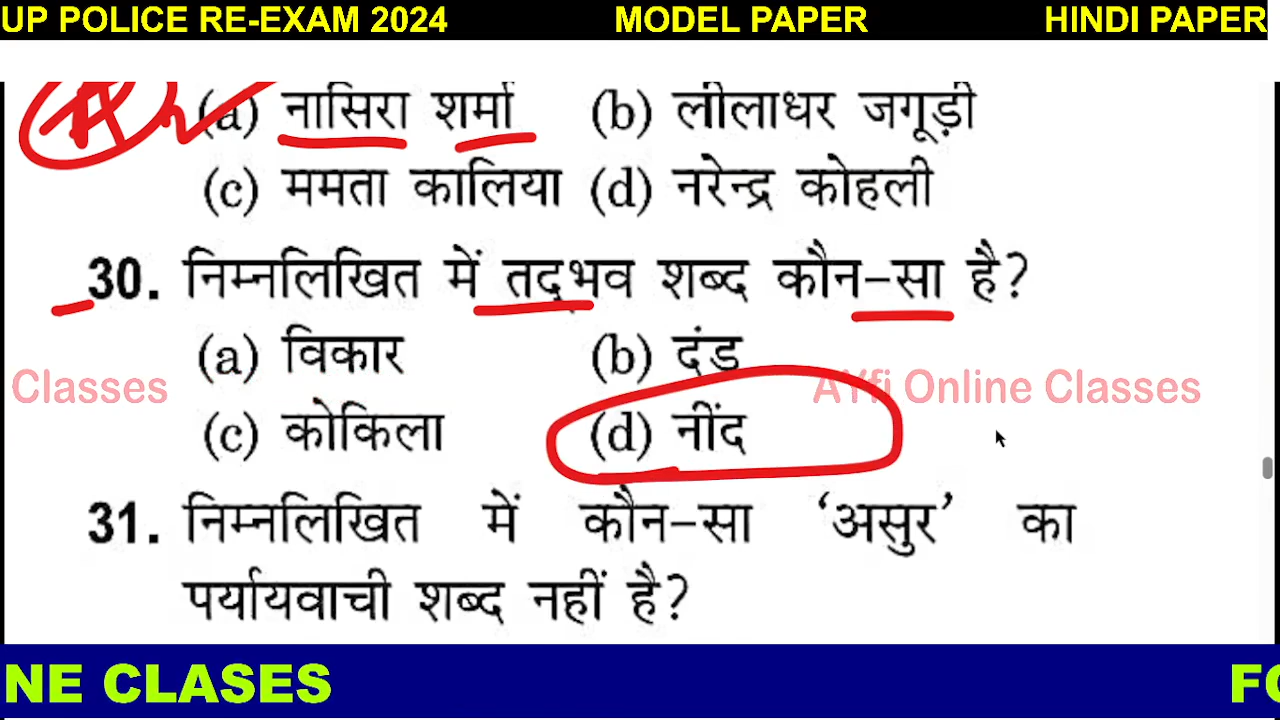 UP POLICE RE-EXAM 2024 MODEL PAPER HINDI PAPER
(a) नासिरा शर्मा (b) लीलाधर जगूड़ी
(c) ममता कालिया (d) नरेन्द्र कोहली
30. निम्नलिखित में तद्भव शब्द कौन-सा है?
(a) विकार (b) दंड
Classes AYfi Online Classes
(c) कोकिला (d) नींद
31. निम्नलिखित में कौन-सा ‘असुर’ का
पर्यायवाची शब्द नहीं है?
NE CLASES